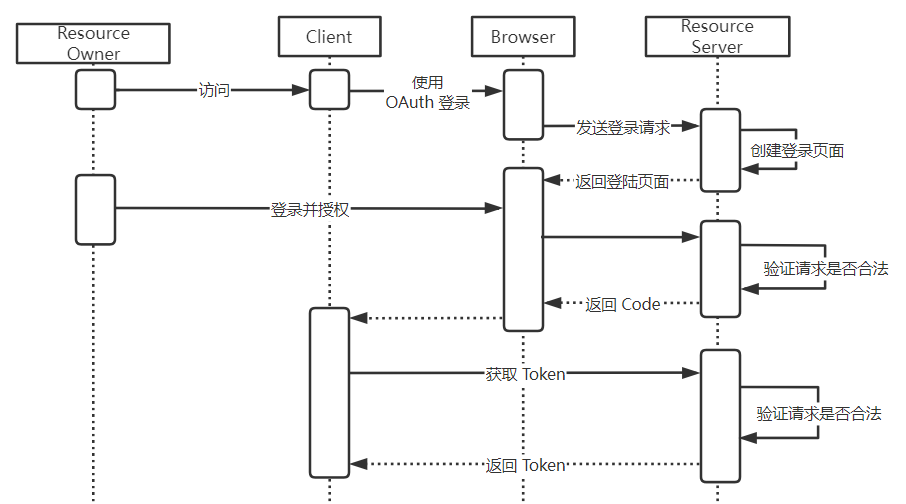 Resource
Owner
Client
Browser
Resource
Server
访问
使用
OAuth 登录
发送登录请求
创建登录页面
返回登陆页面
登录并授权
验证请求是否合法
返回 Code
获取 Token
验证请求是否合法
返回 Token